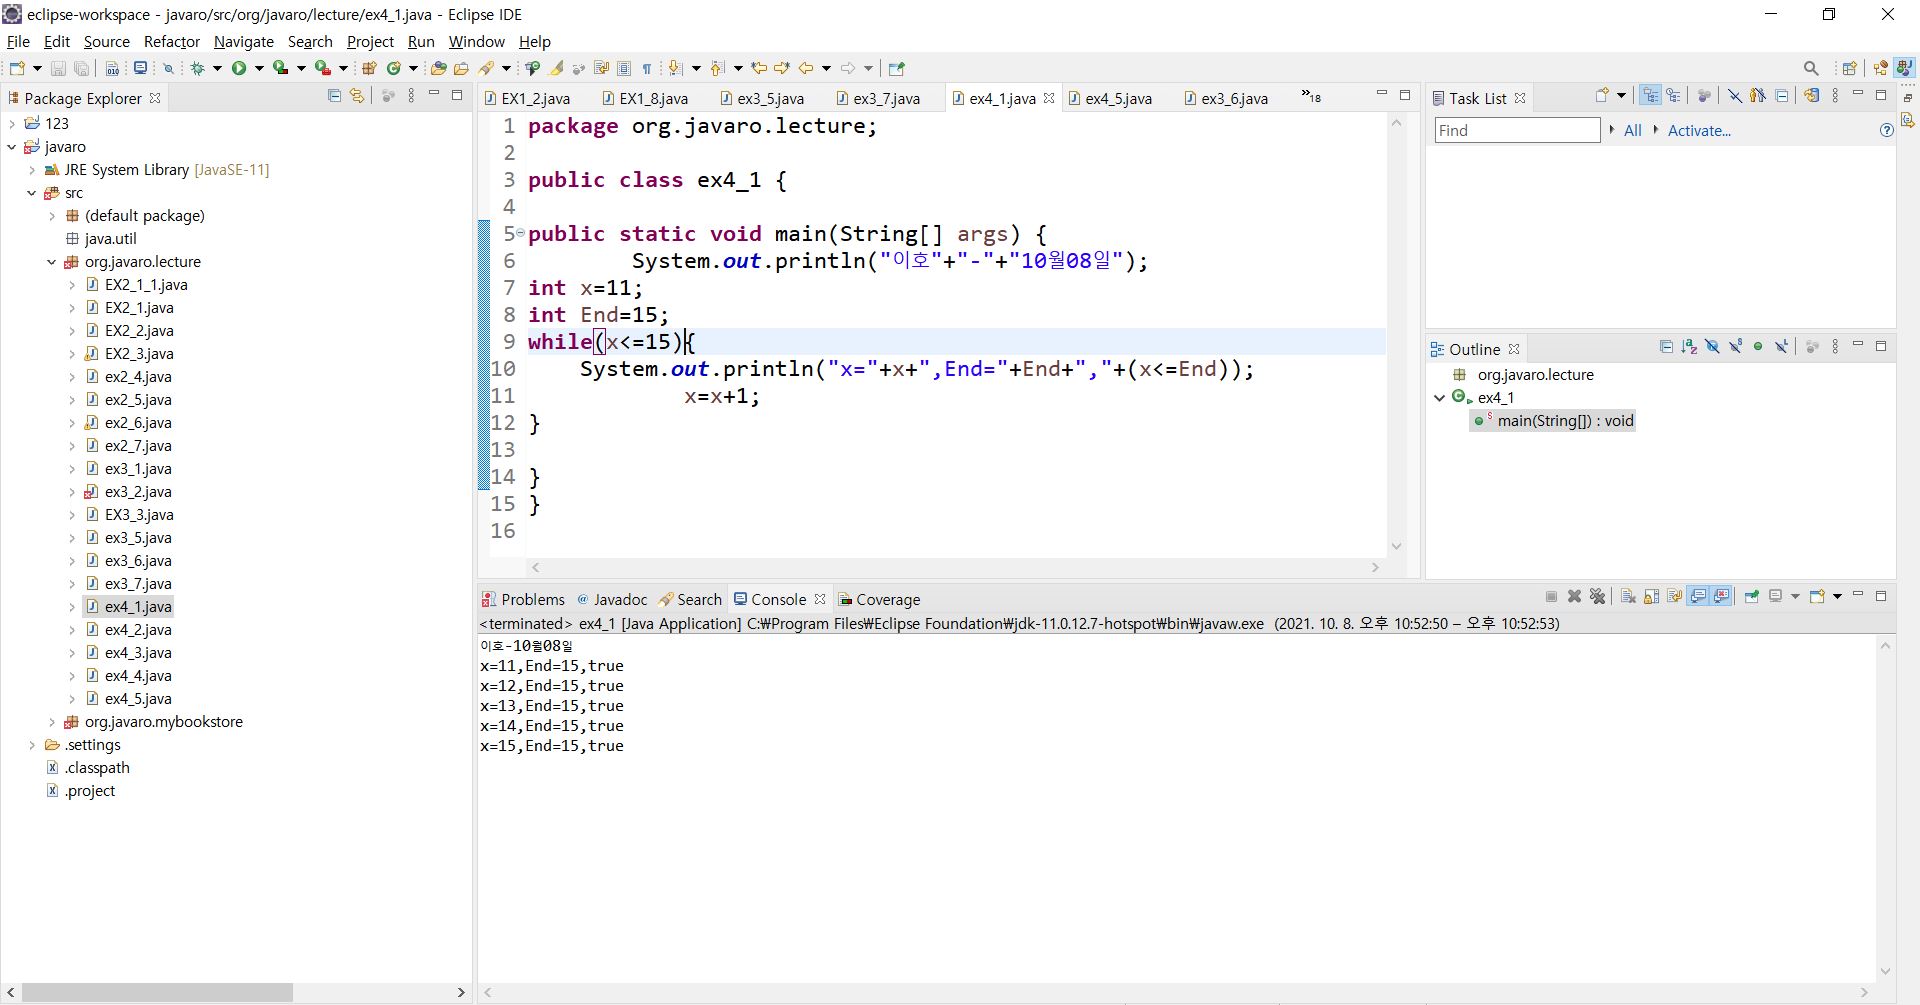 eclipse-workspace - javaro/src/org/javaro/lecture/ex4_1.java - Eclipse IDE
File Edit Source Refactor Navigate Search Project Run Window Help
Package Explorer
123
javaro
JRE System Library [JavaSE-11]
src
(default package)
java.util
org.javaro.lecture
EX2_1_1.java
EX2_1.java
EX2_2.java
EX2_3.java
ex2_4.java
ex2_5.java
ex2_6.java
ex2_7.java
ex3_1.java
ex3_2.java
EX3_3.java
ex3_5.java
ex3_6.java
ex3_7.java
ex4_1.java
ex4_2.java
ex4_3.java
ex4_4.java
ex4_5.java
org.javaro.mybookstore
.settings
.classpath
.project
EX1_2.java EX1_8.java ex3_5.java ex3_7.java ex4_1.java ex4_5.java ex3_6.java »18
1 package org.javaro.lecture;
2
3 public class ex4_1 {
4
5 public static void main(String[] args) {
6 System.out.println("이호"+"-"+"10월08일");
7 int x=11;
8 int End=15;
9 while(x<=15){
10 System.out.println("x="+x+",End="+End+","+(x<=End));
11 x=x+1;
12 }
13
14 }
15 }
16
Task List
Find All Activate...
Outline
org.javaro.lecture
ex4_1
main(String[]) : void
Problems Javadoc Search Console Coverage
<terminated> ex4_1 [Java Application] C:₩Program Files₩Eclipse Foundation₩jdk-11.0.12.7-hotspot₩bin₩javaw.exe (2021. 10. 8. 오후 10:52:50 – 오후 10:52:53)
이호-10월08일
x=11,End=15,true
x=12,End=15,true
x=13,End=15,true
x=14,End=15,true
x=15,End=15,true